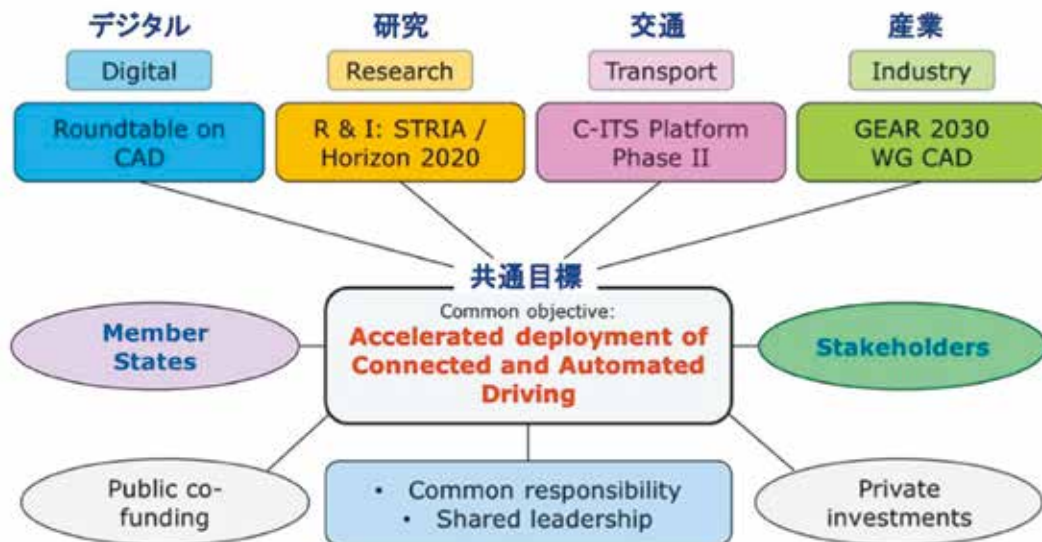 デジタル
研究
交通
産業
Digital
Research
Transport
Industry
Roundtable on
CAD
R & I: STRIA /
Horizon 2020
C-ITS Platform
Phase II
GEAR 2030
WG CAD
共通目標
Common objective:
Accelerated deployment of
Connected and Automated
Driving
Member
States
Stakeholders
Public co-
funding
• Common responsibility
• Shared leadership
Private
investments